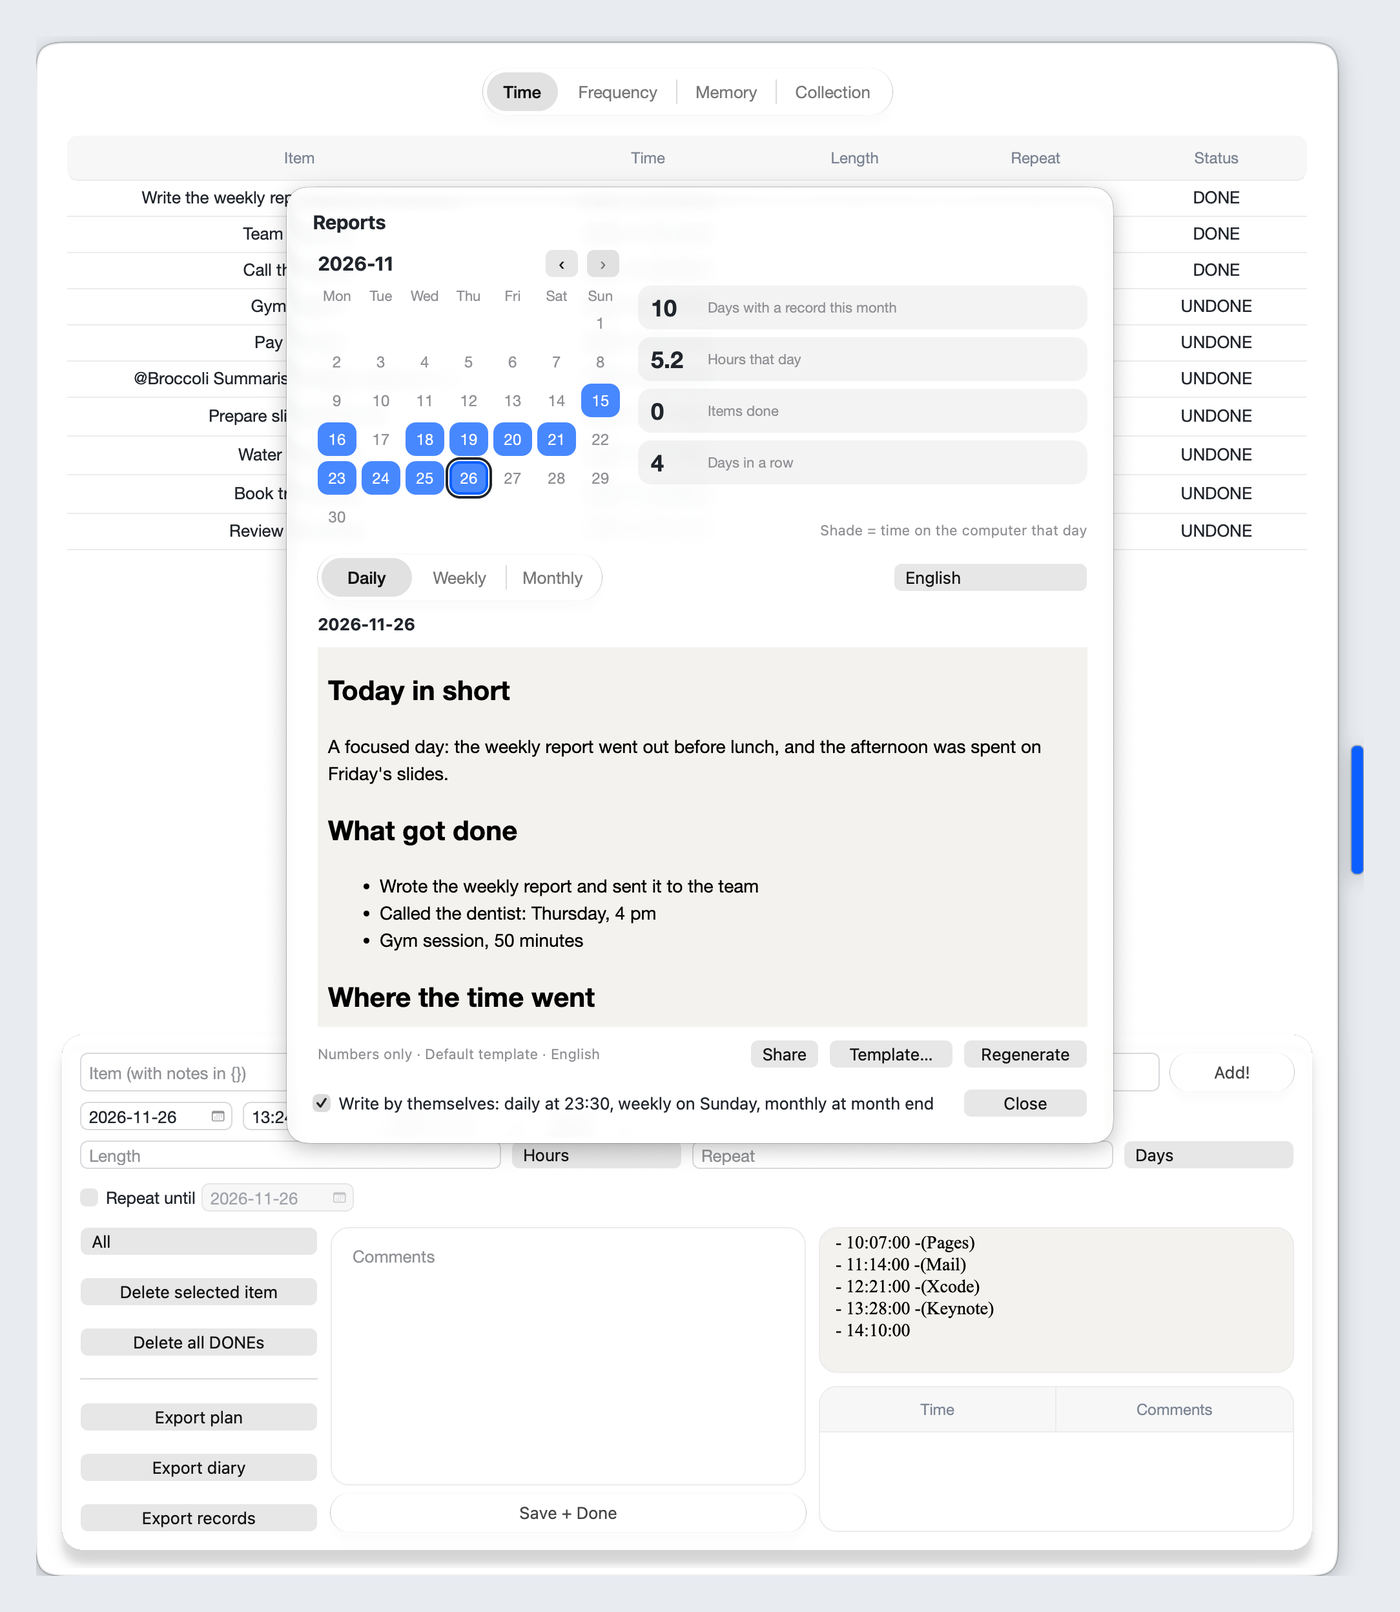 Time Frequency Memory Collection
Item Time Length Repeat Status
Write the weekly rep DONE
Team DONE
Call th DONE
Gym UNDONE
Pay UNDONE
@Broccoli Summaris UNDONE
Prepare sli UNDONE
Water UNDONE
Book tr UNDONE
Review UNDONE
Reports
2026-11 ‹ ›
Mon Tue Wed Thu Fri Sat Sun
1
2 3 4 5 6 7 8
9 10 11 12 13 14 15
16 17 18 19 20 21 22
23 24 25 26 27 28 29
30
10 Days with a record this month
5.2 Hours that day
0 Items done
4 Days in a row
Shade = time on the computer that day
Daily Weekly Monthly English
2026-11-26
Today in short
A focused day: the weekly report went out before lunch, and the afternoon was spent on
Friday's slides.
What got done
• Wrote the weekly report and sent it to the team
• Called the dentist: Thursday, 4 pm
• Gym session, 50 minutes
Where the time went
Numbers only · Default template · English Share Template... Regenerate
Write by themselves: daily at 23:30, weekly on Sunday, monthly at month end Close
Item (with notes in {}) Add!
2026-11-26 13:24
Length Hours Repeat Days
Repeat until 2026-11-26
All
Delete selected item
Delete all DONEs
Export plan
Export diary
Export records
Comments
Save + Done
- 10:07:00 -(Pages)
- 11:14:00 -(Mail)
- 12:21:00 -(Xcode)
- 13:28:00 -(Keynote)
- 14:10:00
Time Comments